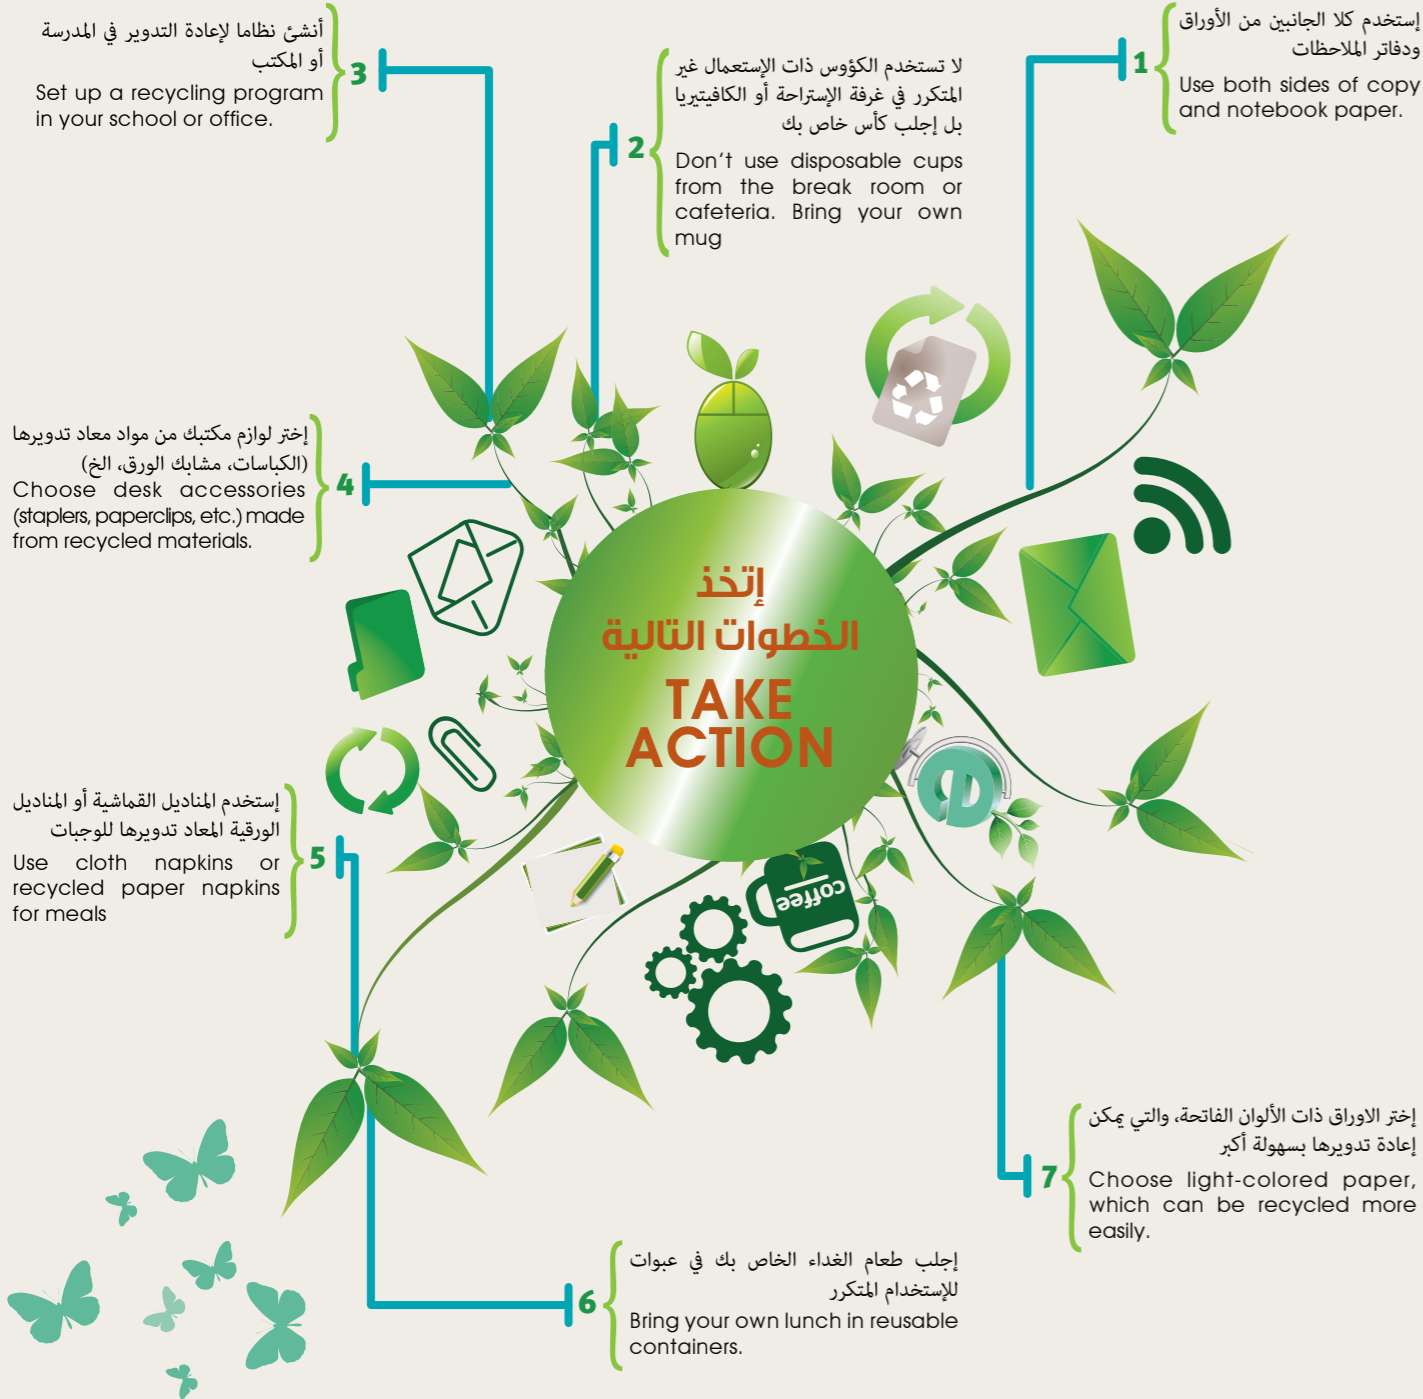 إتخذ
الخطوات التالية
TAKE
ACTION
1
إستخدم كلا الجانبين من الأوراق
ودفاتر الملاحظات
Use both sides of copy
and notebook paper.
2
لا تستخدم الكؤوس ذات الإستعمال غير
المتكرر في غرفة الإستراحة أو الكافيتيريا
بل إجلب كأس خاص بك
Don't use disposable cups
from the break room or
cafeteria. Bring your own
mug
3
أنشئ نظاما لإعادة التدوير في المدرسة
أو المكتب
Set up a recycling program
in your school or office.
4
إختر لوازم مكتبك من مواد معاد تدويرها
(الكباسات، مشابك الورق، الخ)
Choose desk accessories
(staplers, paperclips, etc.) made
from recycled materials.
5
إستخدم المناديل القماشية أو المناديل
الورقية المعاد تدويرها للوجبات
Use cloth napkins or
recycled paper napkins
for meals
6
إجلب طعام الغداء الخاص بك في عبوات
للإستخدام المتكرر
Bring your own lunch in reusable
containers.
7
إختر الاوراق ذات الألوان الفاتحة، والتي يمكن
إعادة تدويرها بسهولة أكبر
Choose light-colored paper,
which can be recycled more
easily.
coffee
e